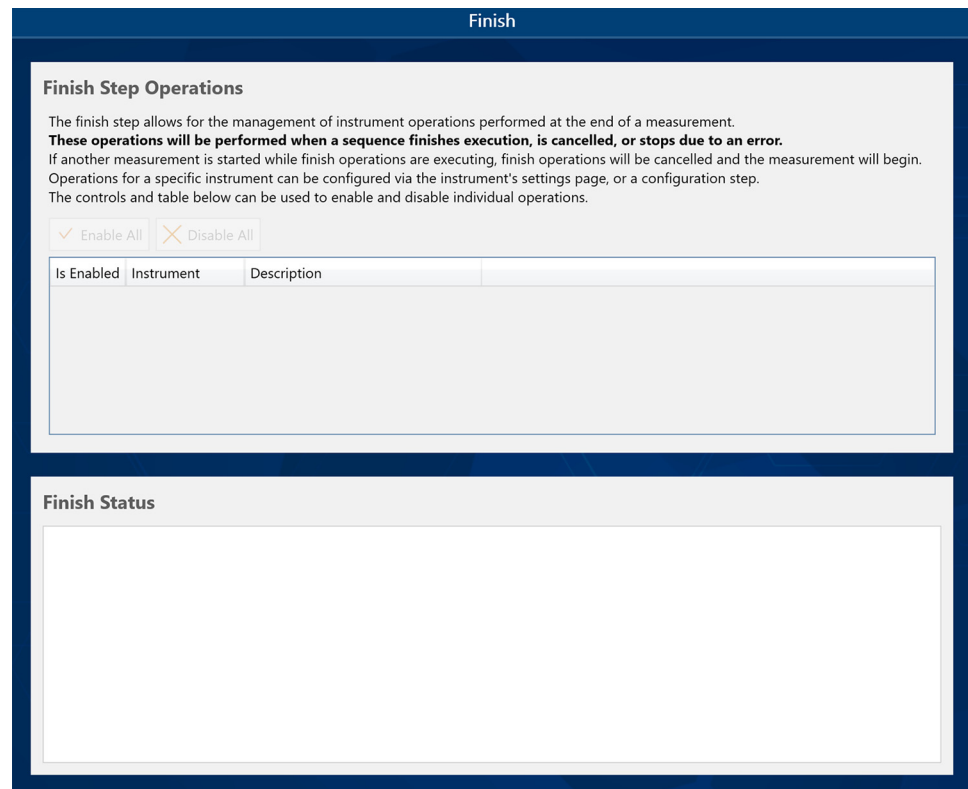 Finish
Finish Step Operations
The finish step allows for the management of instrument operations performed at the end of a measurement.
These operations will be performed when a sequence finishes execution, is cancelled, or stops due to an error.
If another measurement is started while finish operations are executing, finish operations will be cancelled and the measurement will begin.
Operations for a specific instrument can be configured via the instrument's settings page, or a configuration step.
The controls and table below can be used to enable and disable individual operations.
Enable All Disable All
Is Enabled Instrument Description
Finish Status